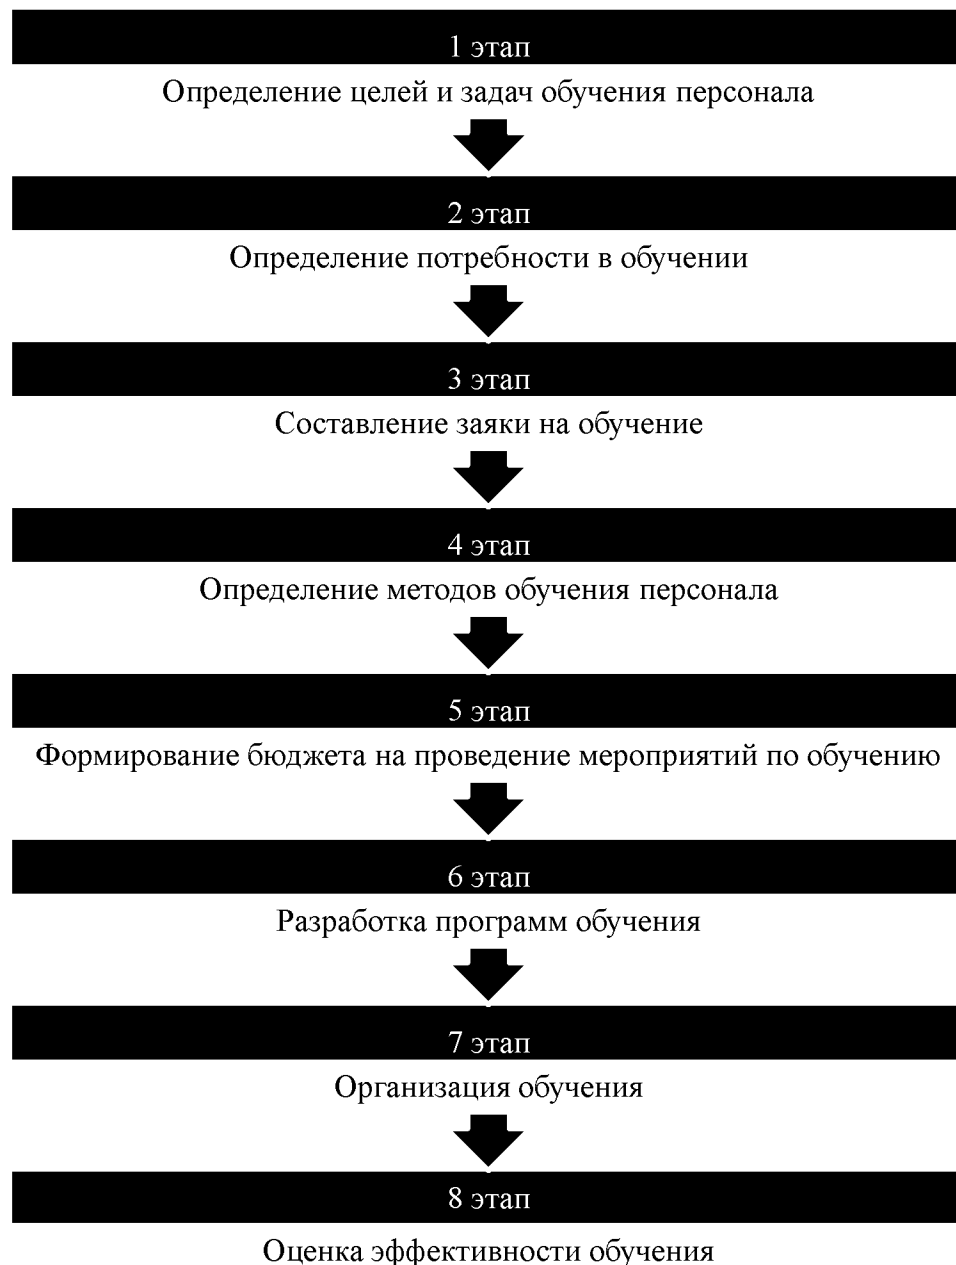 1 этап
Определение целей и задач обучения персонала
2 этап
Определение потребности в обучении
3 этап
Составление заяки на обучение
4 этап
Определение методов обучения персонала
5 этап
Формирование бюджета на проведение мероприятий по обучению
6 этап
Разработка программ обучения
7 этап
Организация обучения
8 этап
Оценка эффективности обучения